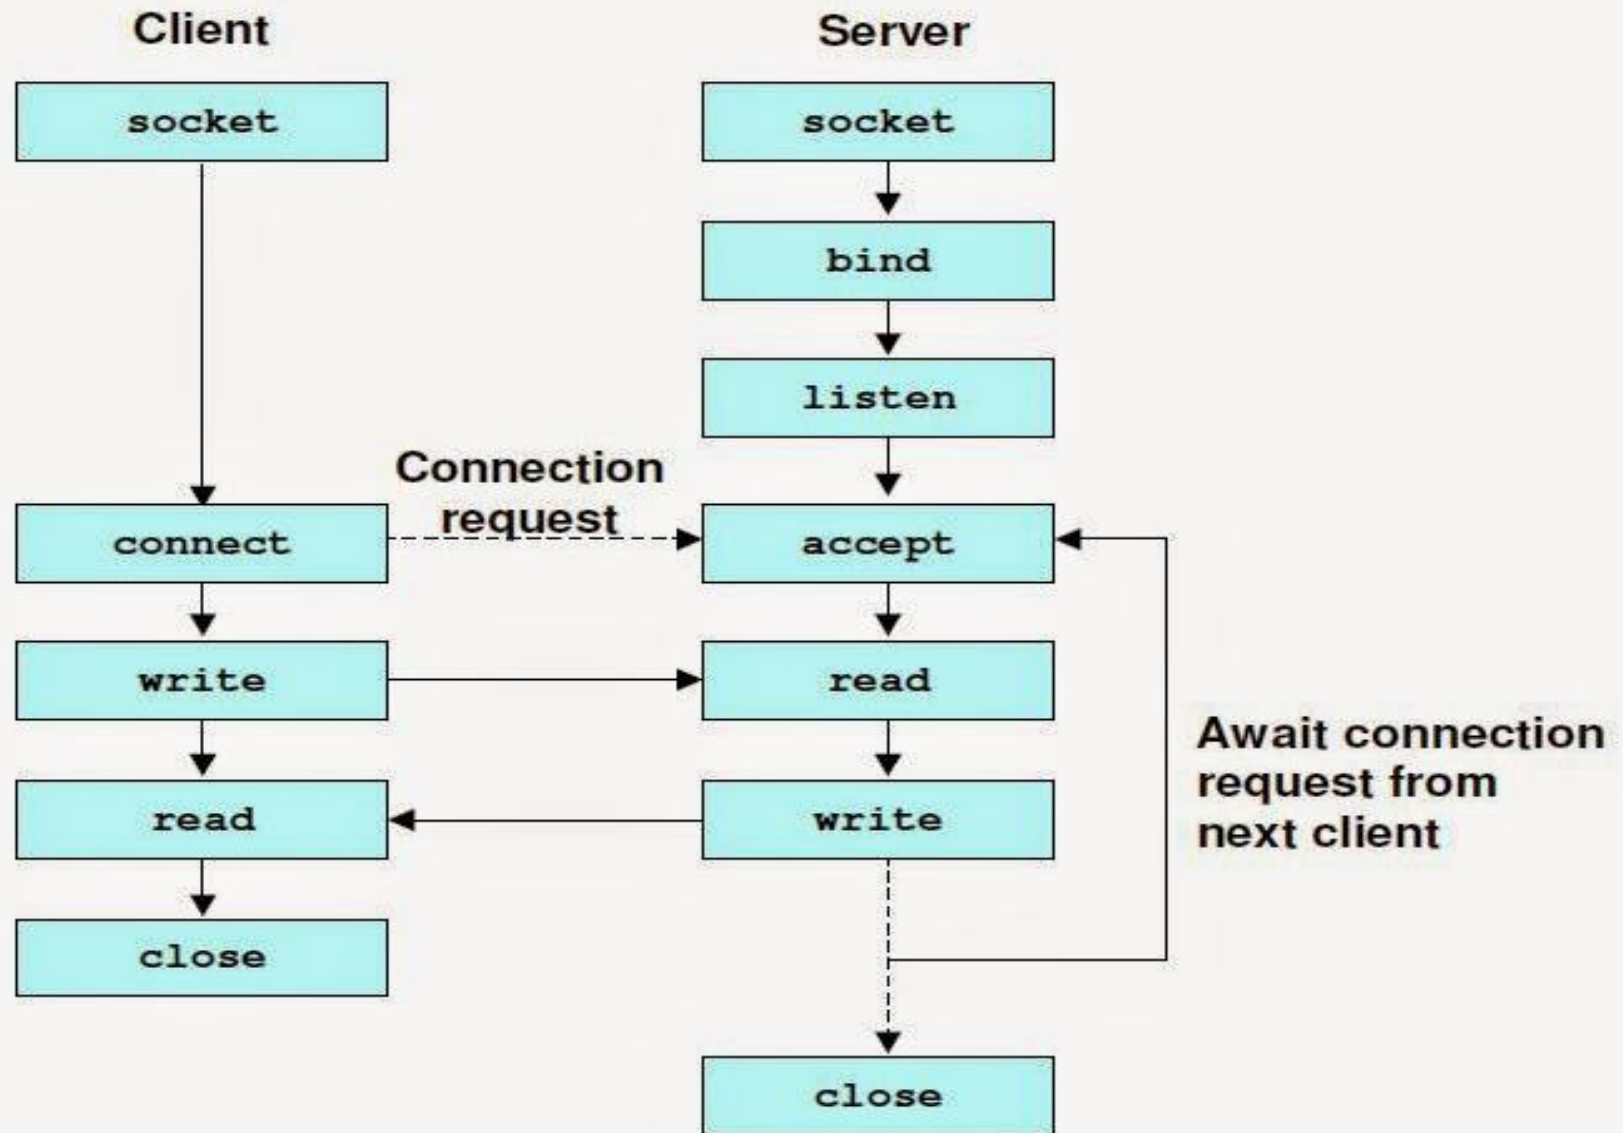 Client
Server
socket
socket
bind
listen
Connection
request
connect
accept
write
read
read
write
Await connection
request from
next client
close
close